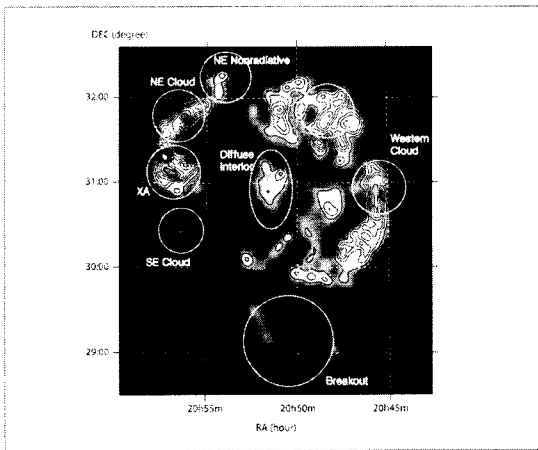 DEC (degree)
NE Nonradiative
NE Cloud
32:00
Western
Cloud
Diffuse
Interior
31:00
XA
SE Cloud
30:00
29:00
Breakout
20h55m
20h50m
20h45m
RA (hour)